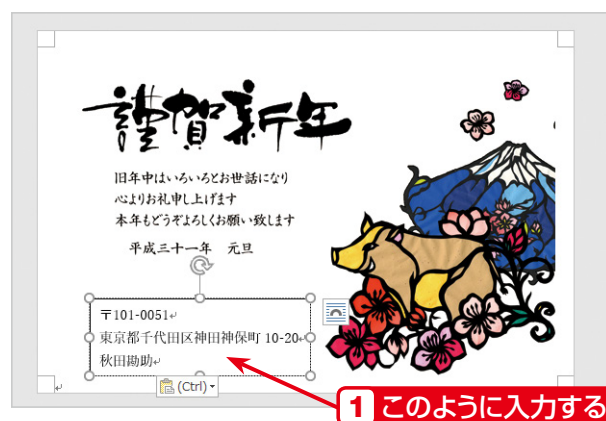 謹賀新年
旧年中はいろいろとお世話になり
心よりお礼申し上げます
本年もどうぞよろしくお願い致します
平成三十一年 元旦
〒101-0051
東京都千代田区神田神保町 10-20
秋田勘助
(Ctrl)
1 このように入力する